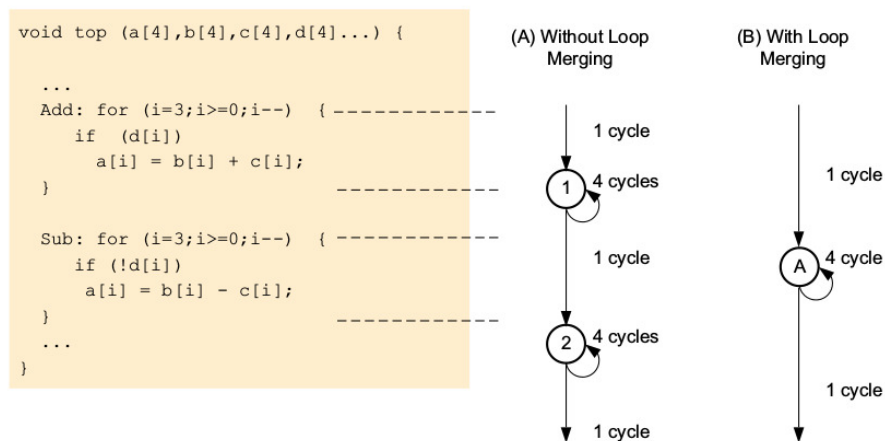 void top (a[4],b[4],c[4],d[4]...) {
...
Add: for (i=3;i>=0;i--) {
if (d[i])
a[i] = b[i] + c[i];
}
Sub: for (i=3;i>=0;i--) {
if (!d[i])
a[i] = b[i] - c[i];
}
...
}
(A) Without Loop
Merging
1 cycle
1
4 cycles
1 cycle
2
4 cycles
1 cycle
(B) With Loop
Merging
1 cycle
A
4 cycle
1 cycle